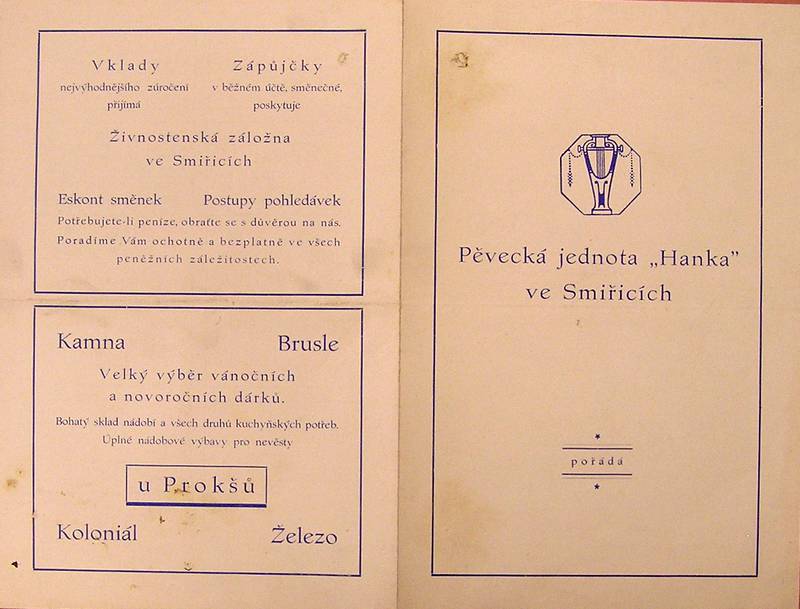 Vklady
nejvýhodnějšího zúročení
přijímá
Zápůjčky
v běžném účtě, směnečné,
poskytuje
Živnostenská záložna
ve Smiřicích
Eskont směnek
Postupy pohledávek
Potřebujete-li peníze, obraťte se s důvěrou na nás.
Poradíme Vám ochotně a bezplatně ve všech
peněžních záležitostech.
Kamna
Brusle
Velký výběr vánočních
a novoročních dárků.
Bohatý sklad nádobí a všech druhů kuchyňských potřeb.
Úplné nádobové výbavy pro nevěsty
u Prokšů
Koloniál
Železo
Pěvecká jednota „Hanka”
ve Smiřicích
pořádá